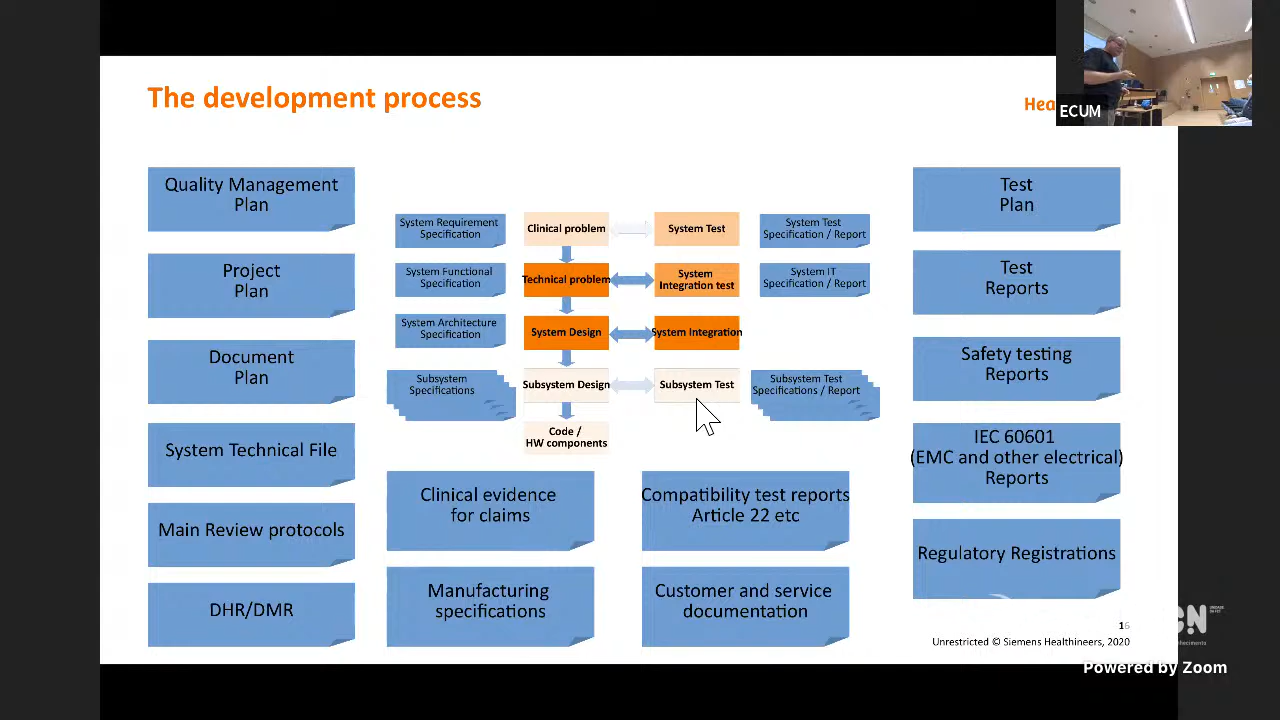 The development process
Hea
ECUM
Quality Management
Plan
Project
Plan
Document
Plan
System Technical File
Main Review protocols
DHR/DMR
System Requirement
Specification
Clinical problem
System Test
System Test
Specification / Report
System Functional
Specification
Technical problem
System
Integration test
System IT
Specification / Report
System Architecture
Specification
System Design
System Integration
Subsystem
Specifications
Subsystem Design
Subsystem Test
Subsystem Test
Specifications / Report
Code /
HW components
Clinical evidence
for claims
Compatibility test reports
Article 22 etc
Manufacturing
specifications
Customer and service
documentation
Test
Plan
Test
Reports
Safety testing
Reports
IEC 60601
(EMC and other electrical)
Reports
Regulatory Registrations
16
Unrestricted © Siemens Healthineers, 2020
Powered by Zoom